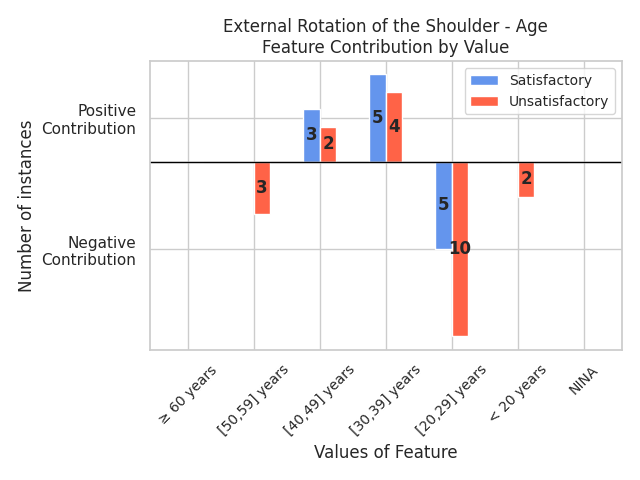 External Rotation of the Shoulder - Age
Feature Contribution by Value
Satisfactory
Unsatisfactory
Positive
Contribution
Negative
Contribution
Number of instances
3
3
2
5
4
5
10
2
≥ 60 years
[50,59] years
[40,49] years
[30,39] years
[20,29] years
< 20 years
NINA
Values of Feature